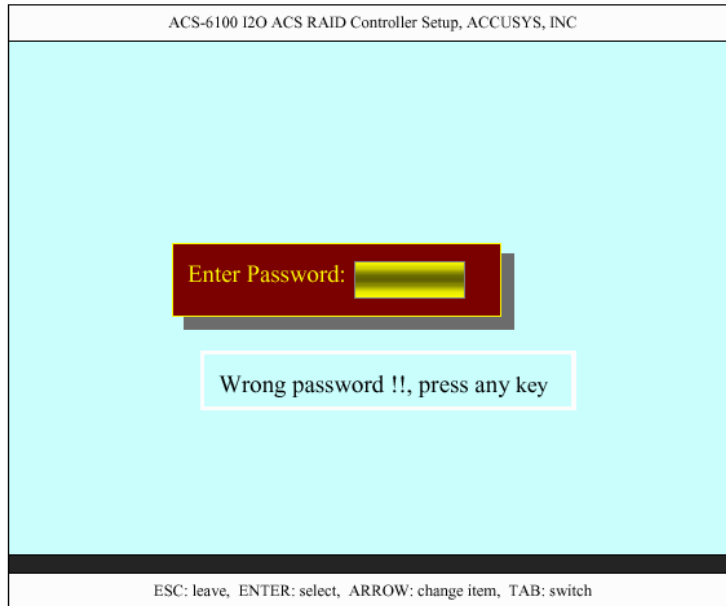 ACS-6100 I2O ACS RAID Controller Setup, ACCUSYS, INC
Enter Password:
Wrong password !!, press any key
ESC: leave, ENTER: select, ARROW: change item, TAB: switch